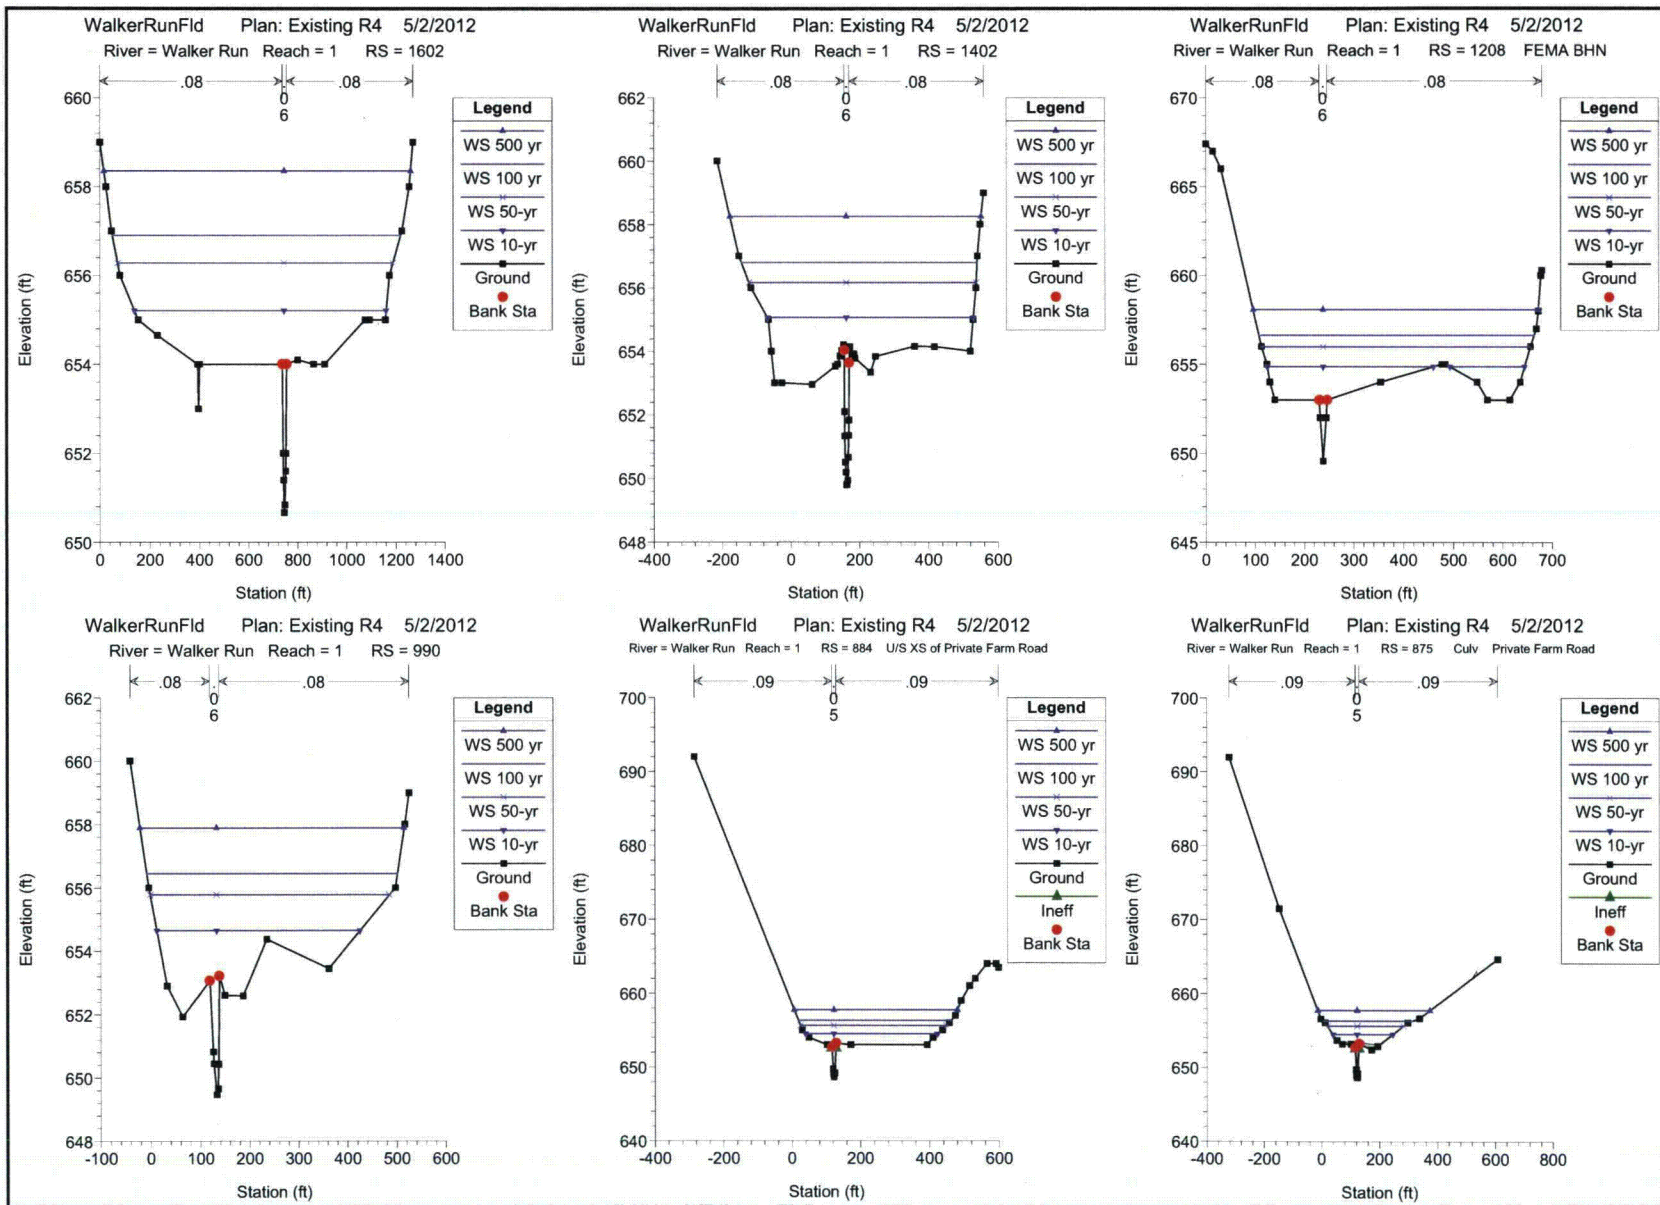 WalkerRunFld Plan: Existing R4 5/2/2012
River = Walker Run Reach = 1 RS = 1602
.08
.08
0
6
660
658
656
654
652
650
0 200 400 600 800 1000 1200 1400
Elevation (ft)
Station (ft)
Legend
WS 500 yr
WS 100 yr
WS 50-yr
WS 10-yr
Ground
Bank Sta
WalkerRunFld Plan: Existing R4 5/2/2012
River = Walker Run Reach = 1 RS = 1402
.08
.08
0
6
662
660
658
656
654
652
650
648
-400 -200 0 200 400 600
Elevation (ft)
Station (ft)
Legend
WS 500 yr
WS 100 yr
WS 50-yr
WS 10-yr
Ground
Bank Sta
WalkerRunFld Plan: Existing R4 5/2/2012
River = Walker Run Reach = 1 RS = 1208 FEMA BHN
.08
.08
0
6
670
665
660
655
650
645
0 100 200 300 400 500 600 700
Elevation (ft)
Station (ft)
Legend
WS 500 yr
WS 100 yr
WS 50-yr
WS 10-yr
Ground
Bank Sta
WalkerRunFld Plan: Existing R4 5/2/2012
River = Walker Run Reach = 1 RS = 990
.08
.08
.
0
6
662
660
658
656
654
652
650
648
-100 0 100 200 300 400 500 600
Elevation (ft)
Station (ft)
Legend
WS 500 yr
WS 100 yr
WS 50-yr
WS 10-yr
Ground
Bank Sta
WalkerRunFld Plan: Existing R4 5/2/2012
River = Walker Run Reach = 1 RS = 884 U/S XS of Private Farm Road
.09
.09
.
0
5
700
690
680
670
660
650
640
-400 -200 0 200 400 600
Elevation (ft)
Station (ft)
Legend
WS 500 yr
WS 100 yr
WS 50-yr
WS 10-yr
Ground
Ineff
Bank Sta
WalkerRunFld Plan: Existing R4 5/2/2012
River = Walker Run Reach = 1 RS = 875 Culv Private Farm Road
.09
.09
.
0
5
700
690
680
670
660
650
640
-400 -200 0 200 400 600 800
Elevation (ft)
Station (ft)
Legend
WS 500 yr
WS 100 yr
WS 50-yr
WS 10-yr
Ground
Ineff
Bank Sta